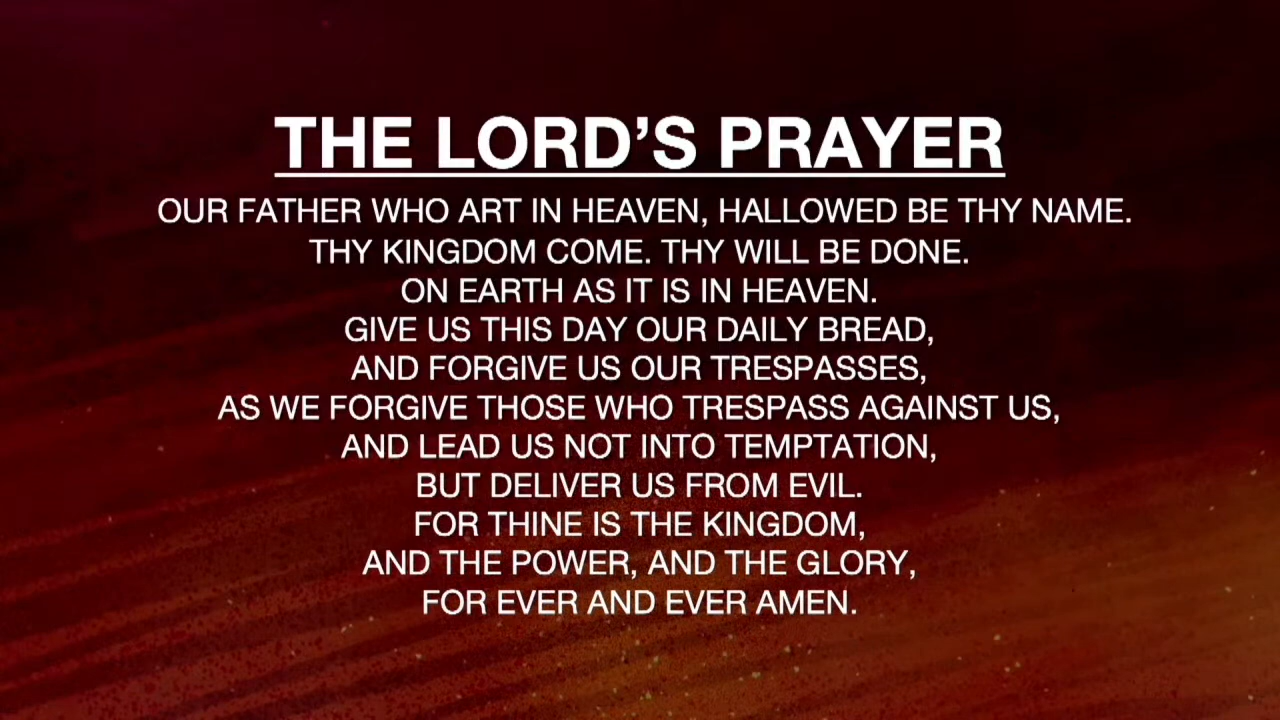 THE LORD’S PRAYER
OUR FATHER WHO ART IN HEAVEN, HALLOWED BE THY NAME.
THY KINGDOM COME. THY WILL BE DONE.
ON EARTH AS IT IS IN HEAVEN.
GIVE US THIS DAY OUR DAILY BREAD,
AND FORGIVE US OUR TRESPASSES,
AS WE FORGIVE THOSE WHO TRESPASS AGAINST US,
AND LEAD US NOT INTO TEMPTATION,
BUT DELIVER US FROM EVIL.
FOR THINE IS THE KINGDOM,
AND THE POWER, AND THE GLORY,
FOR EVER AND EVER AMEN.